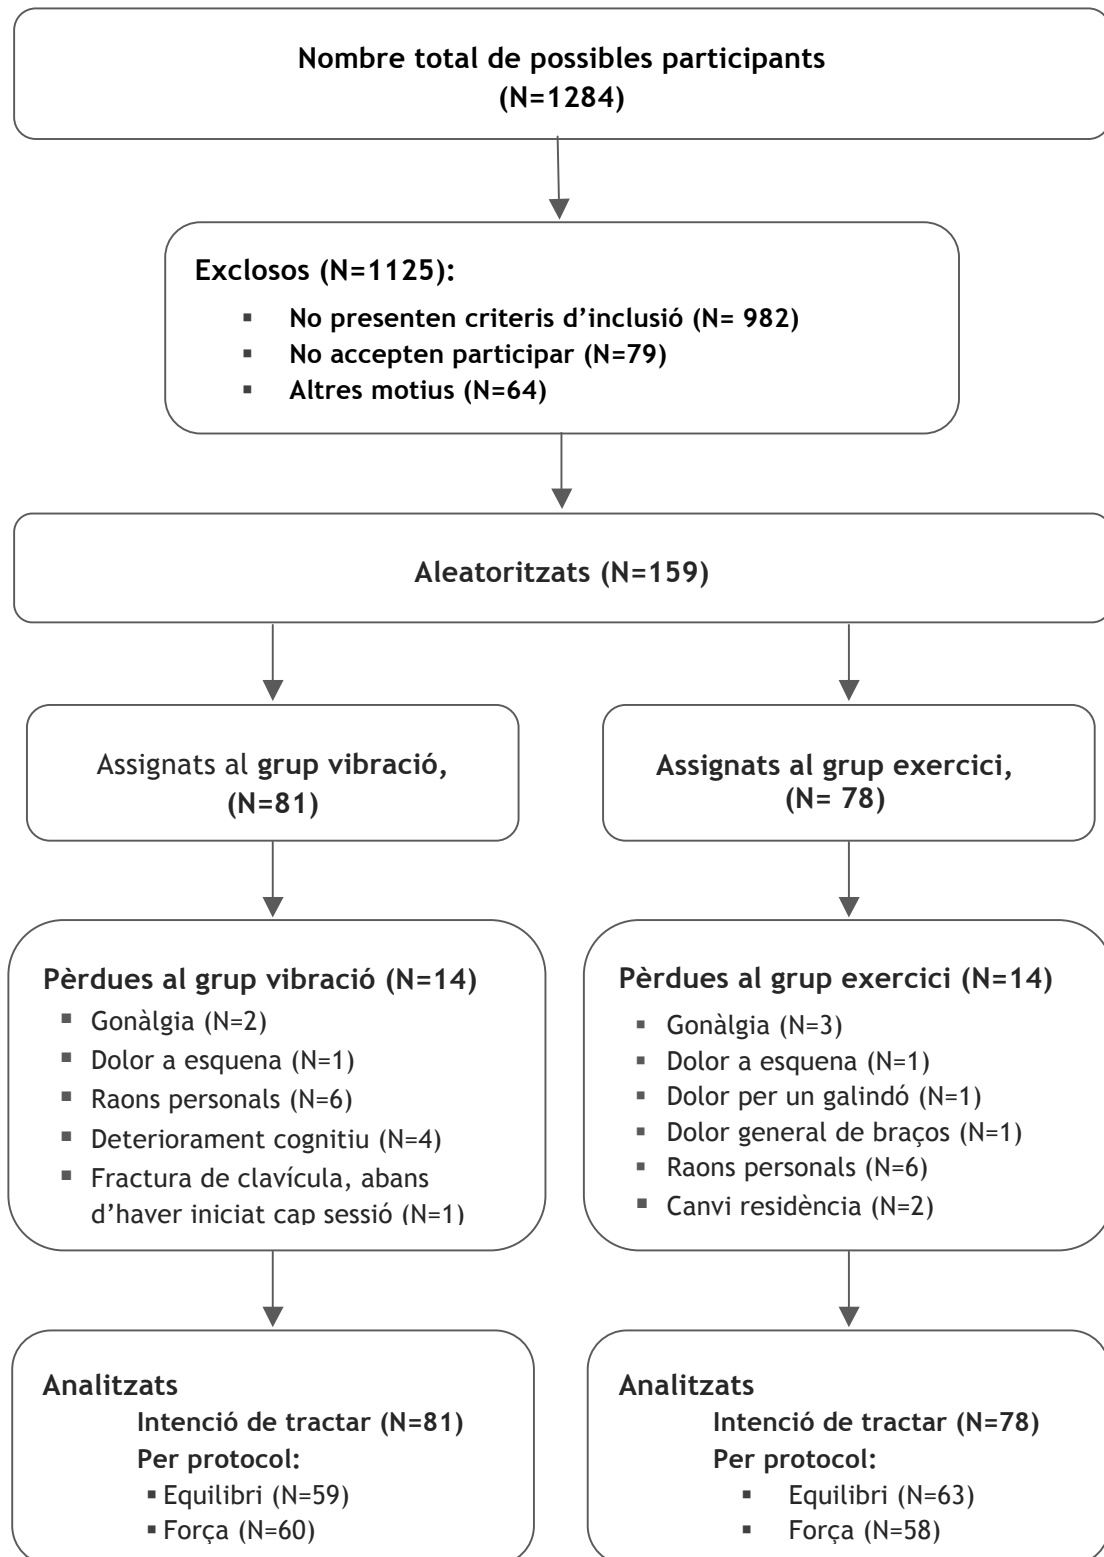 Nombre total de possibles participants
(N=1284)
Exclosos (N=1125):
▪ No presenten criteris d’inclusió (N= 982)
▪ No accepten participar (N=79)
▪ Altres motius (N=64)
Aleatoritzats (N=159)
Assignats al grup vibració,
(N=81)
Assignats al grup exercici,
(N= 78)
Pèrdues al grup vibració (N=14)
▪ Gonàlgia (N=2)
▪ Dolor a esquena (N=1)
▪ Raons personals (N=6)
▪ Deteriorament cognitiu (N=4)
▪ Fractura de clavícula, abans
d’haver iniciat cap sessió (N=1)
Pèrdues al grup exercici (N=14)
▪ Gonàlgia (N=3)
▪ Dolor a esquena (N=1)
▪ Dolor per un galindó (N=1)
▪ Dolor general de braços (N=1)
▪ Raons personals (N=6)
▪ Canvi residència (N=2)
Analitzats
Intenció de tractar (N=81)
Per protocol:
▪ Equilibri (N=59)
▪ Força (N=60)
Analitzats
Intenció de tractar (N=78)
Per protocol:
▪ Equilibri (N=63)
▪ Força (N=58)